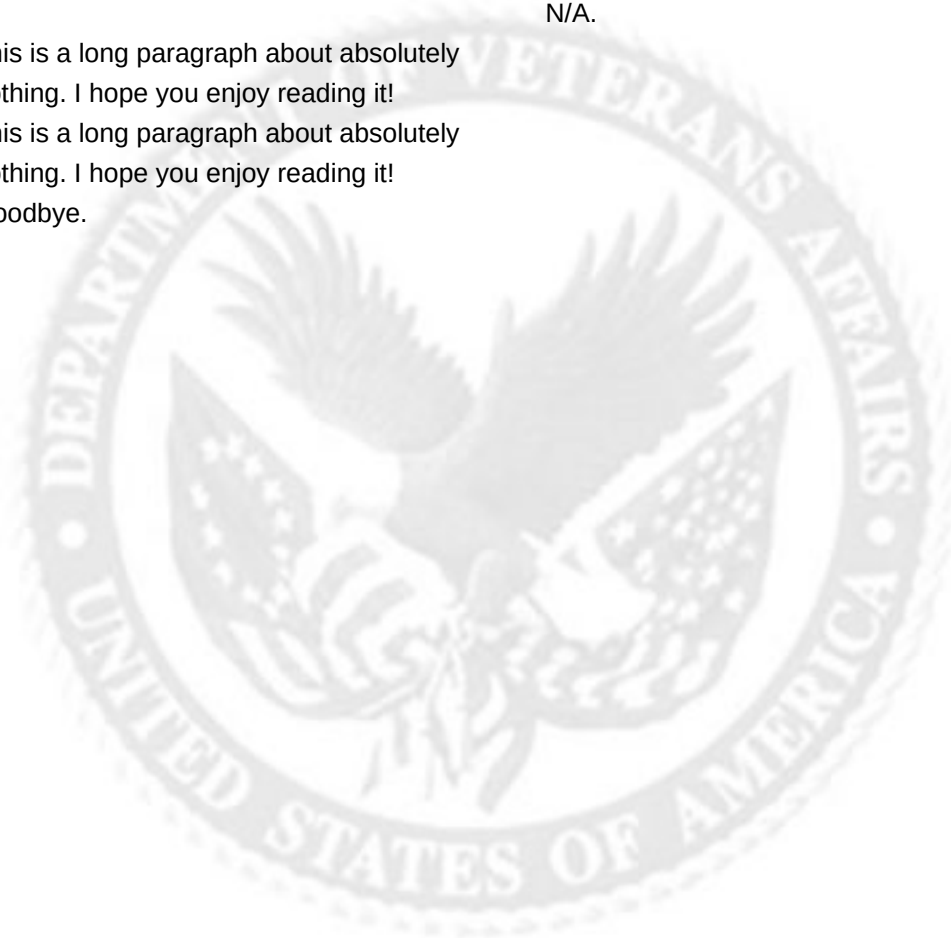 N/A.
his is a long paragraph about absolutely
othing. I hope you enjoy reading it!
his is a long paragraph about absolutely
othing. I hope you enjoy reading it!
oodbye.
DEPARTMENT OF VETERANS AFFAIRS
UNITED STATES OF AMERICA